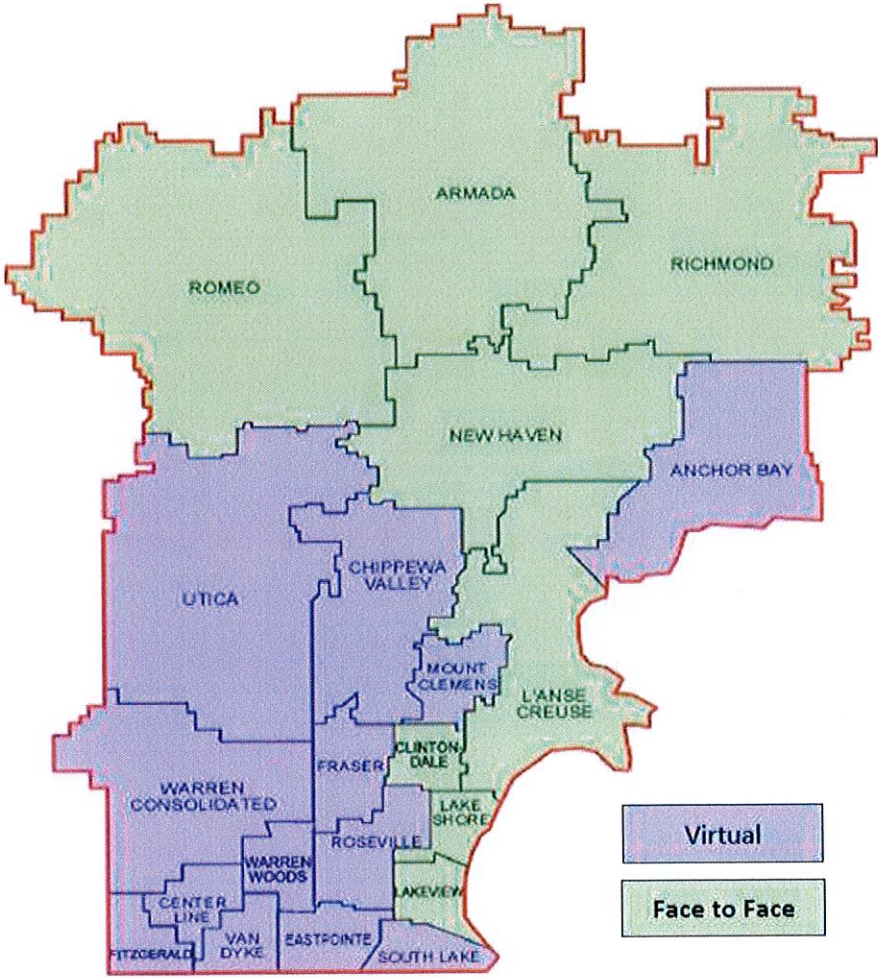 ARMADA
RICHMOND
ROMEO
NEW HAVEN
ANCHOR BAY
CHIPPEWA
VALLEY
UTICA
MOUNT
CLEMENS
L'ANSE
CREUSE
CLINTON-
DALE
FRASER
WARREN
CONSOLIDATED
LAKE
SHORE
ROSEVILLE
Virtual
WARREN
WOODS
LAKEVIEW
CENTER
LINE
Face to Face
VAN
DYKE
EASTPOINTE
FITZGERALD
SOUTH LAKE